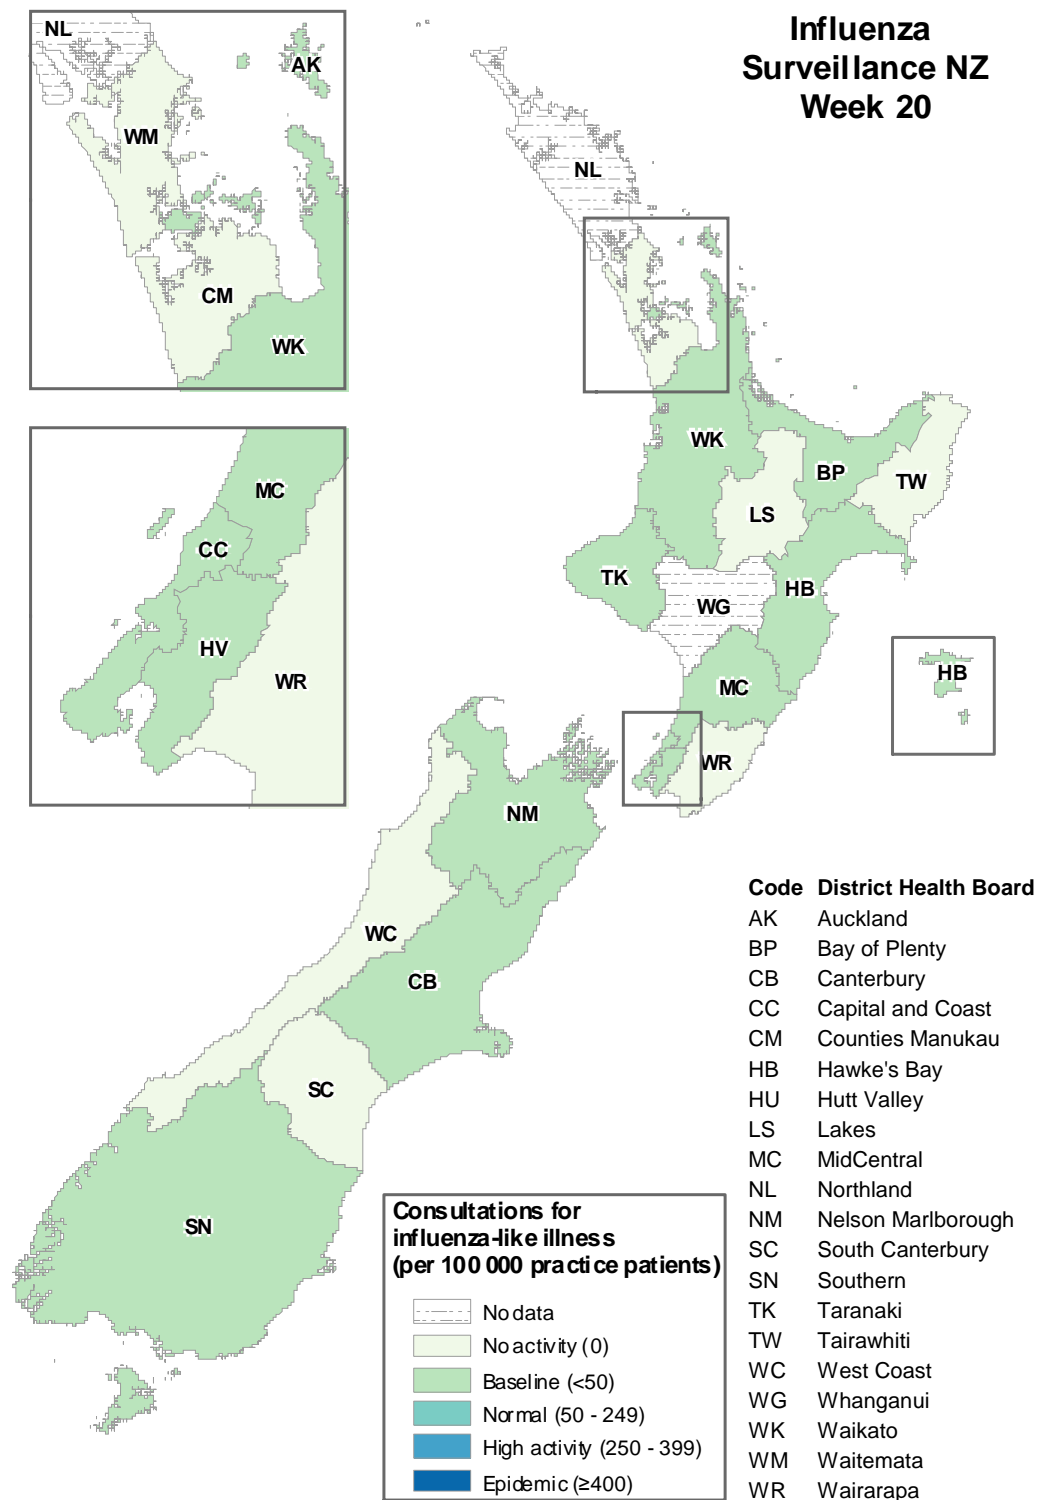 Influenza
Surveillance NZ
Week 20
NL
AK
WM
CM
WK
NL
WK
BP
TW
LS
TK
WG
HB
MC
WR
MC
CC
HV
WR
HB
NM
WC
CB
SC
SN
Code District Health Board
AK Auckland
BP Bay of Plenty
CB Canterbury
CC Capital and Coast
CM Counties Manukau
HB Hawke's Bay
HU Hutt Valley
LS Lakes
MC MidCentral
NL Northland
NM Nelson Marlborough
SC South Canterbury
SN Southern
TK Taranaki
TW Tairawhiti
WC West Coast
WG Whanganui
WK Waikato
WM Waitemata
WR Wairarapa
Consultations for
influenza-like illness
(per 100 000 practice patients)
No data
No activity (0)
Baseline (<50)
Normal (50 - 249)
High activity (250 - 399)
Epidemic (≥400)